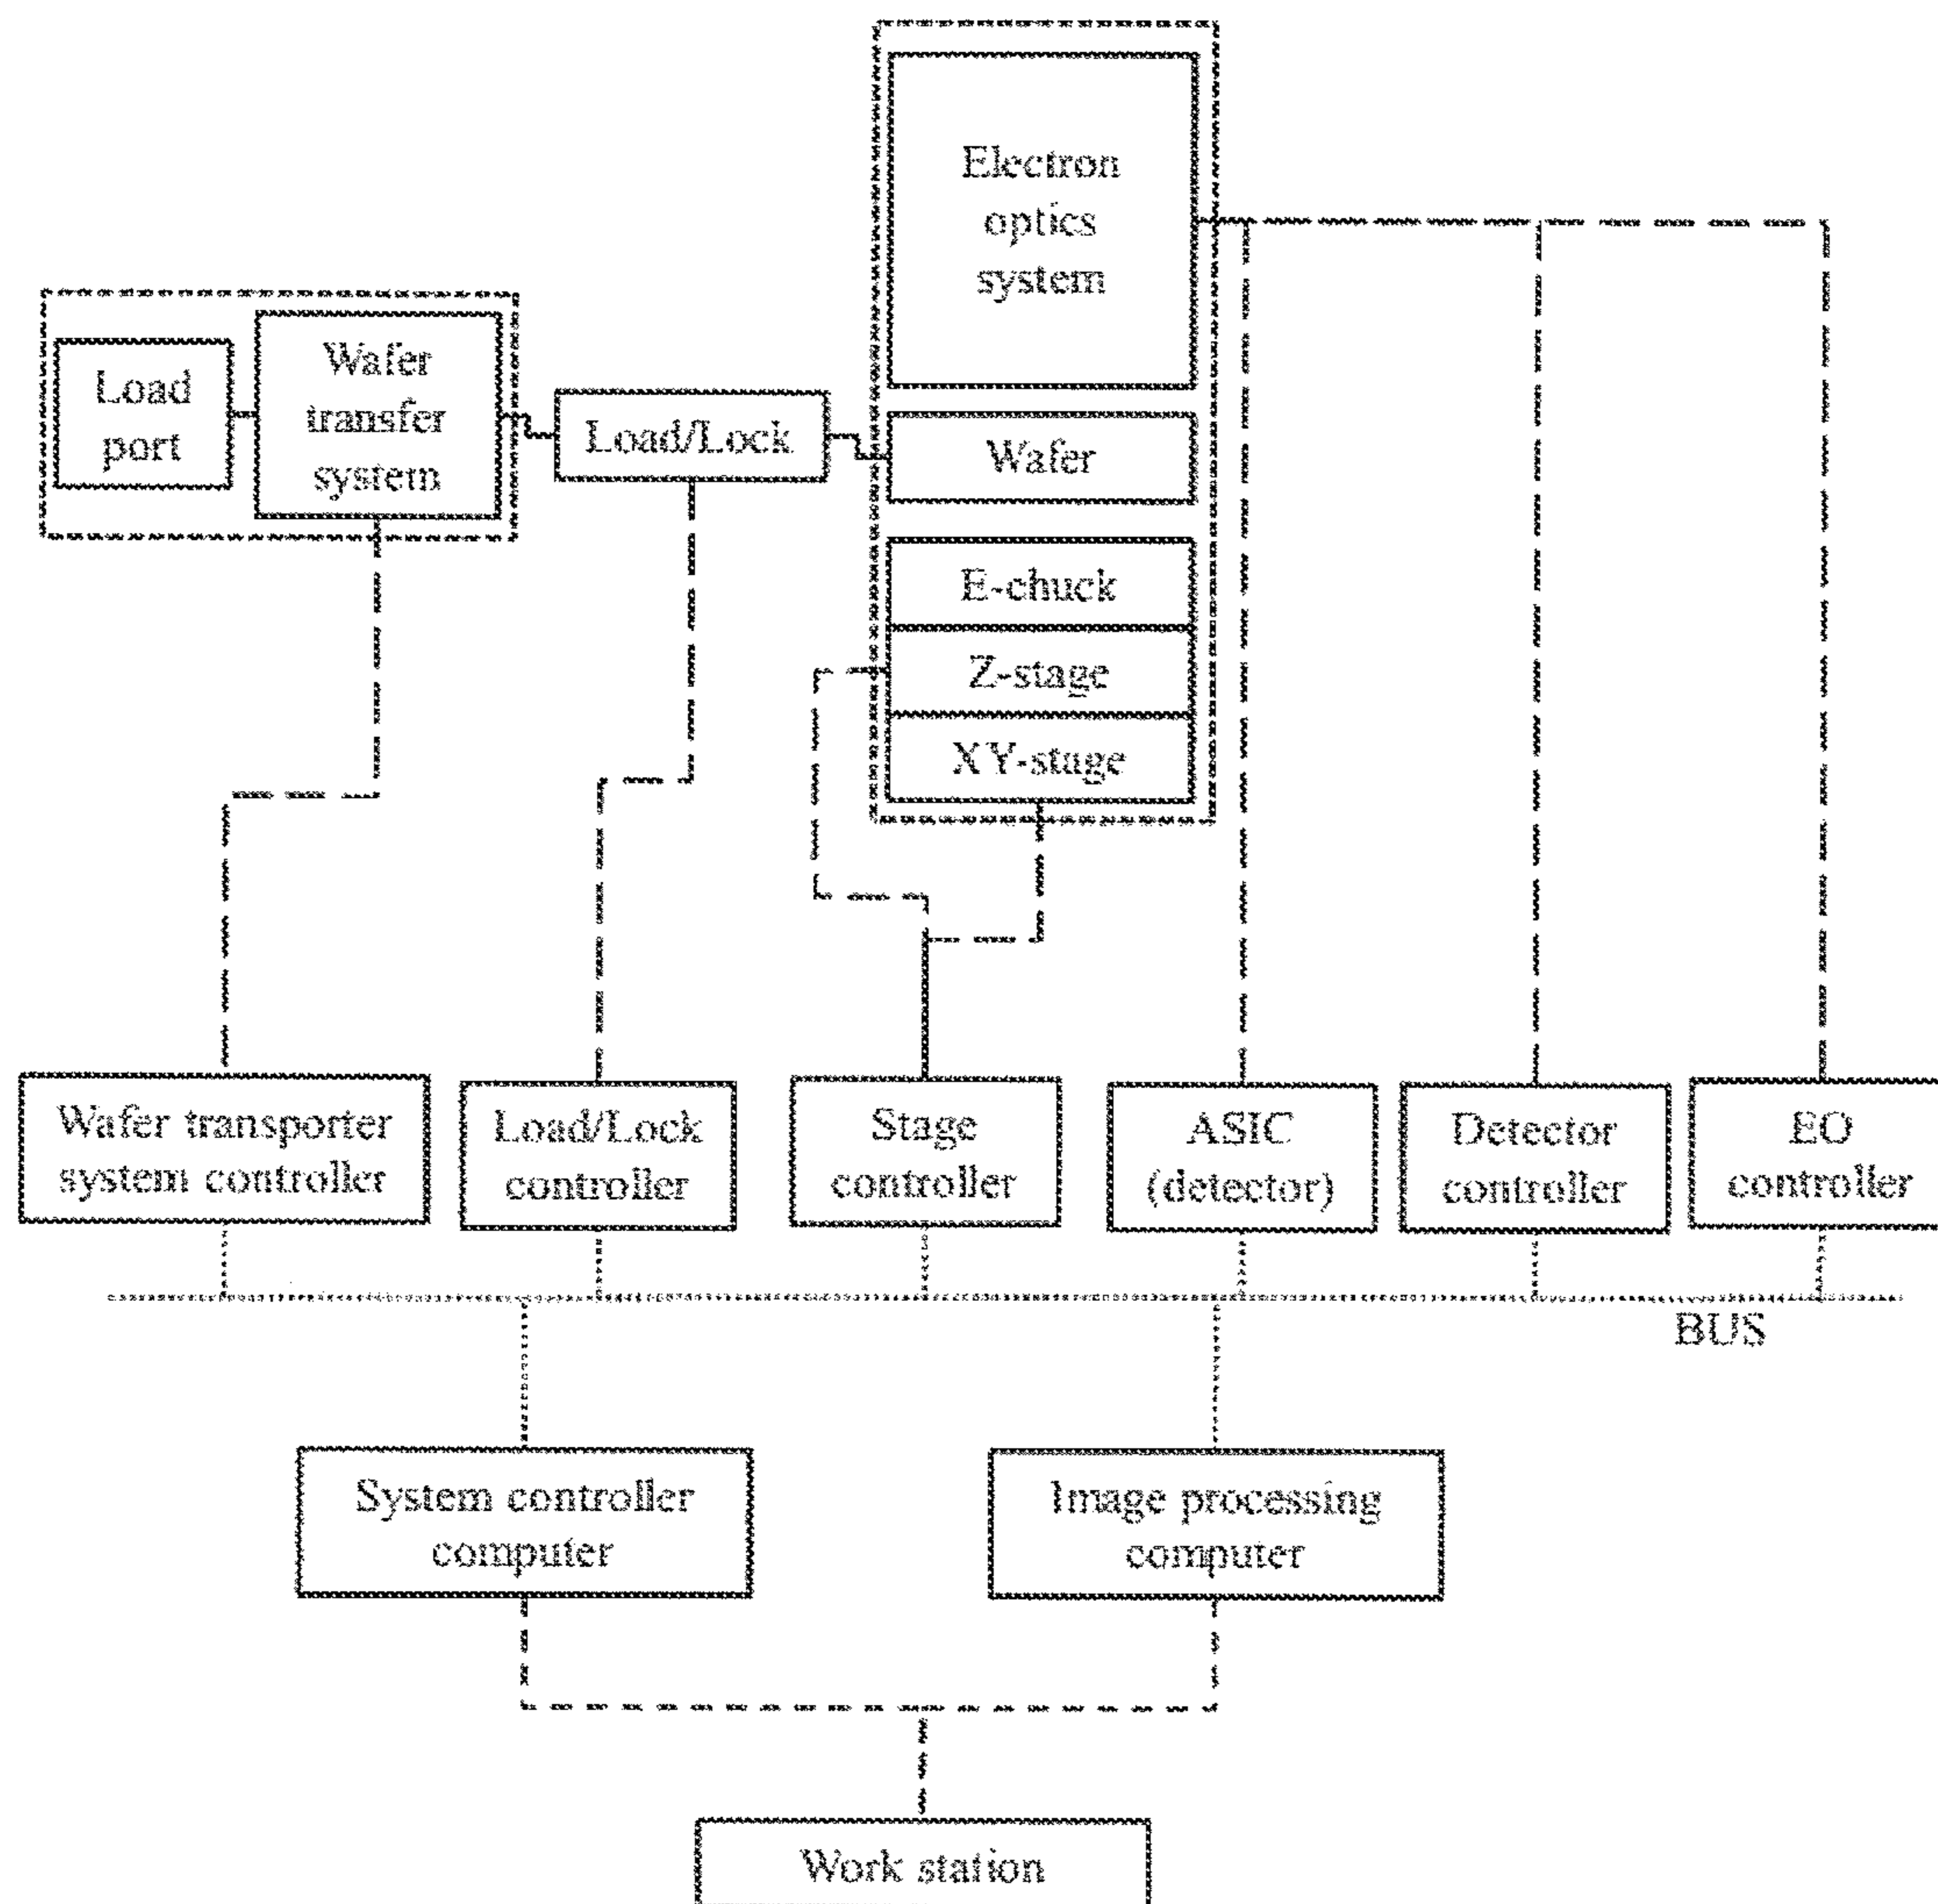 Electron
optics
system
Load
port
Wafer
transfer
system
Load/Lock
Wafer
E-chuck
Z-stage
XY-stage
Wafer transporter
system controller
Load/Lock
controller
Stage
controller
ASIC
(detector)
Detector
controller
EO
controller
BUS
System controller
computer
Image processing
computer
Work station